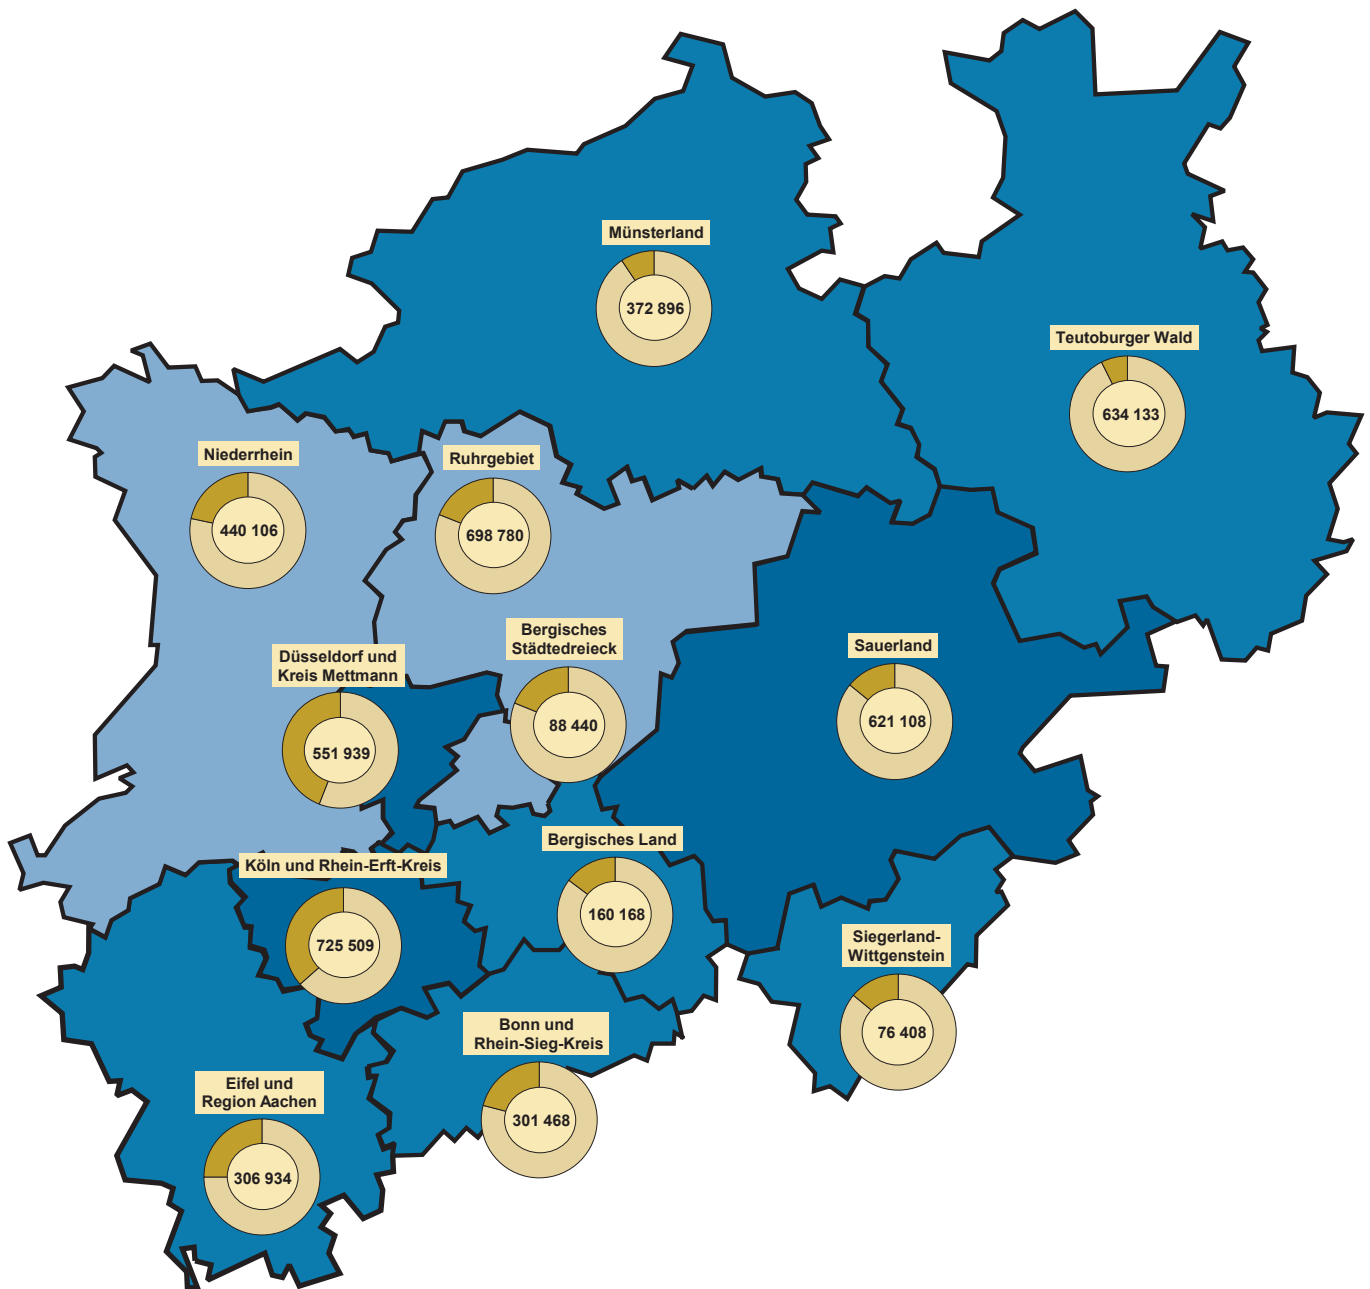 Münsterland
372 896
Teutoburger Wald
634 133
Niederrhein
440 106
Ruhrgebiet
698 780
Bergisches
Städtedreieck
88 440
Düsseldorf und
Kreis Mettmann
551 939
Sauerland
621 108
Bergisches Land
160 168
Köln und Rhein-Erft-Kreis
725 509
Siegerland-
Wittgenstein
76 408
Bonn und
Rhein-Sieg-Kreis
301 468
Eifel und
Region Aachen
306 934